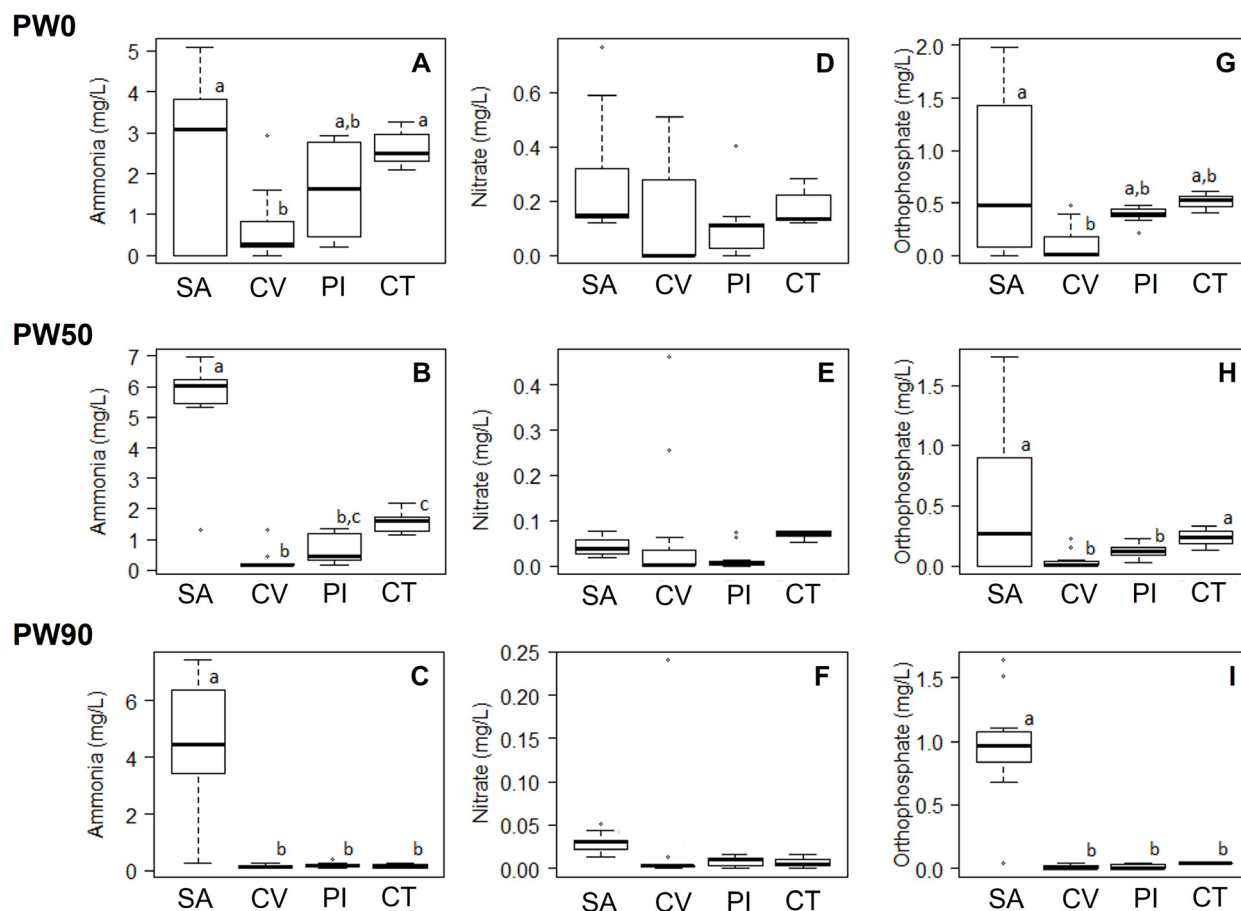 PW0
Ammonia (mg/L)
0
1
2
3
4
5
A
a
b
a,b
a
SA CV PI CT
Nitrate (mg/L)
0.0
0.2
0.4
0.6
D
SA CV PI CT
Orthophosphate (mg/L)
0.0
0.5
1.0
1.5
2.0
G
a
b
a,b
a,b
SA CV PI CT
PW50
Ammonia (mg/L)
0
1
2
3
4
5
6
7
B
a
b
b,c
c
SA CV PI CT
Nitrate (mg/L)
0.0
0.1
0.2
0.3
0.4
E
SA CV PI CT
Orthophosphate (mg/L)
0.0
0.5
1.0
1.5
H
a
b
b
a
SA CV PI CT
PW90
Ammonia (mg/L)
0
2
4
6
C
a
b
b
b
SA CV PI CT
Nitrate (mg/L)
0.00
0.05
0.10
0.15
0.20
0.25
F
SA CV PI CT
Orthophosphate (mg/L)
0.0
0.5
1.0
1.5
I
a
b
b
b
SA CV PI CT